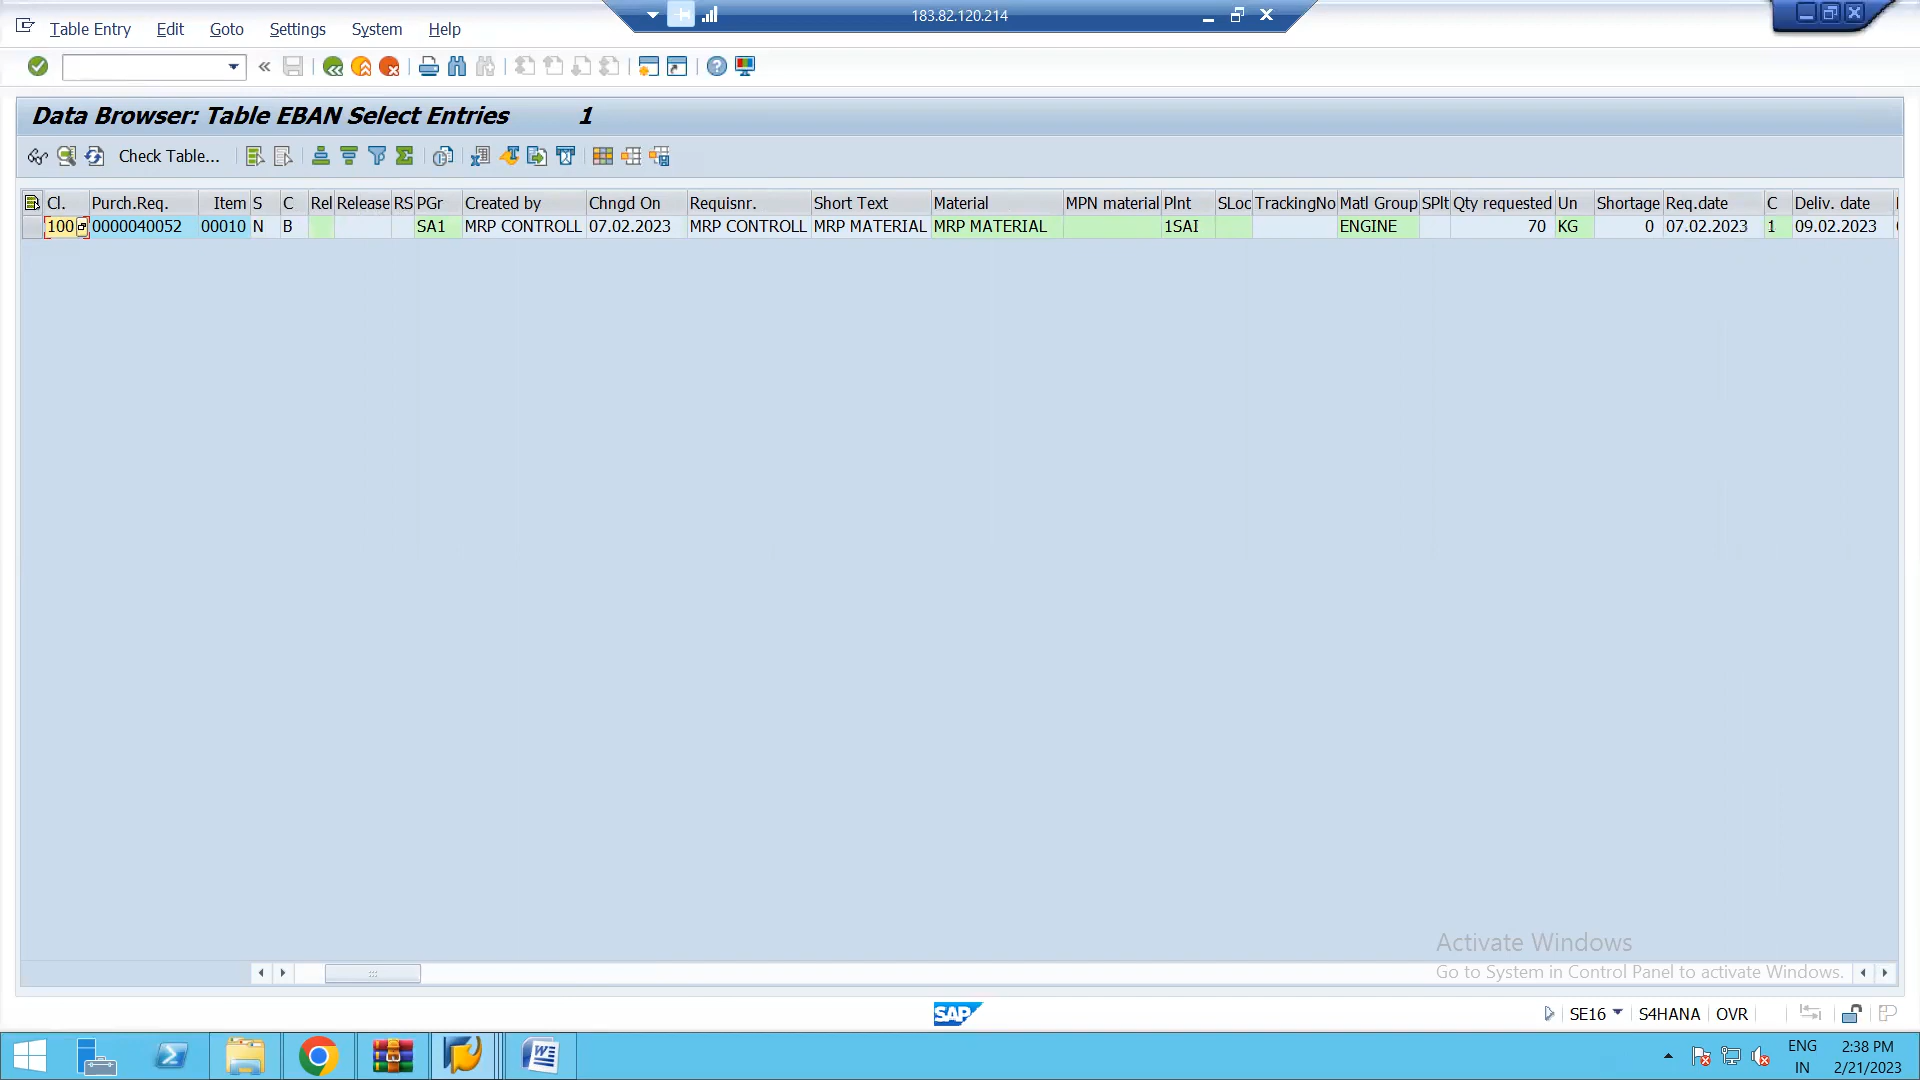 183.82.120.214
Table Entry Edit Goto Settings System Help
Data Browser: Table EBAN Select Entries 1
Check Table...
Cl. Purch.Req. Item S C Rel Release RS PGr Created by Chngd On Requisnr. Short Text Material MPN material Plnt SLoc TrackingNo Matl Group SPlt Qty requested Un Shortage Req.date C Deliv. date
100 0000040052 00010 N B SA1 MRP CONTROLL 07.02.2023 MRP CONTROLL MRP MATERIAL MRP MATERIAL 1SAI ENGINE 70 KG 0 07.02.2023 1 09.02.2023
Activate Windows
Go to System in Control Panel to activate Windows.
SAP
SE16 S4HANA OVR
ENG 2:38 PM
IN 2/21/2023